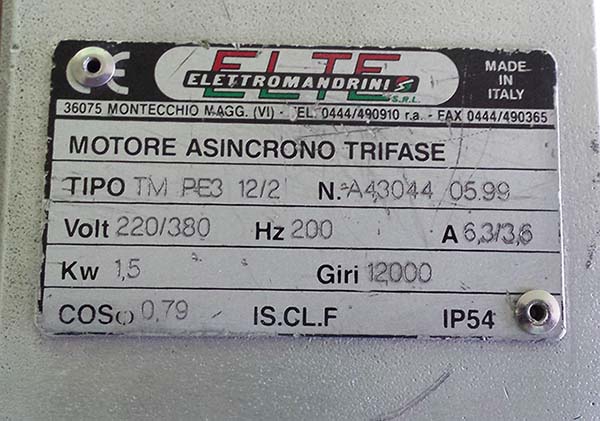 CE
ELTE
ELETTROMANDRINI
S.R.L.
MADE
IN
ITALY
36075 MONTECCHIO MAGG. (VI) - TEL. 0444/490910 r.a. - FAX 0444/490365
MOTORE ASINCRONO TRIFASE
TIPO TM PE3 12/2 N. A43044 05.99
Volt 220/380 Hz 200 A 6,3/3,6
Kw 1,5 Giri 12000
COSφ 0,79 IS.CL.F IP54